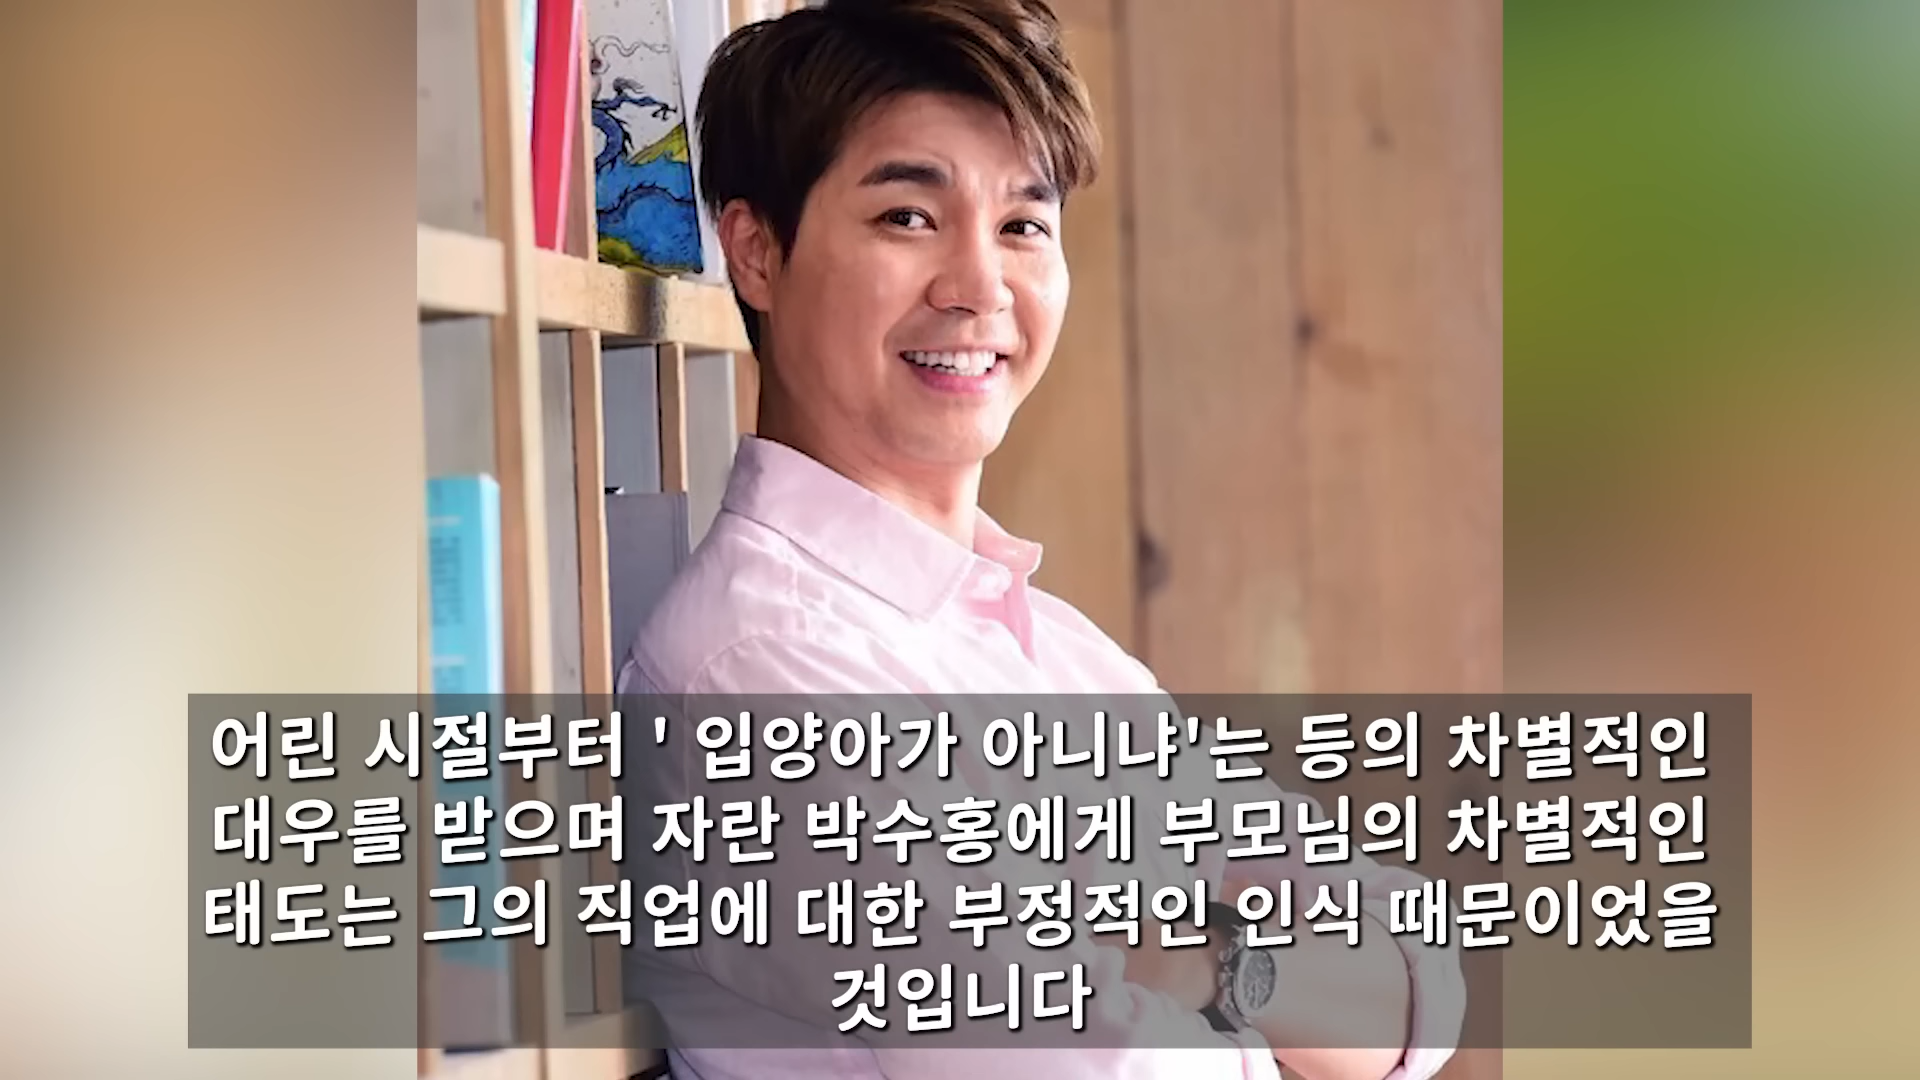 어린 시절부터 ' 입양아가 아니냐'는 등의 차별적인
대우를 받으며 자란 박수홍에게 부모님의 차별적인
태도는 그의 직업에 대한 부정적인 인식 때문이었을
것입니다